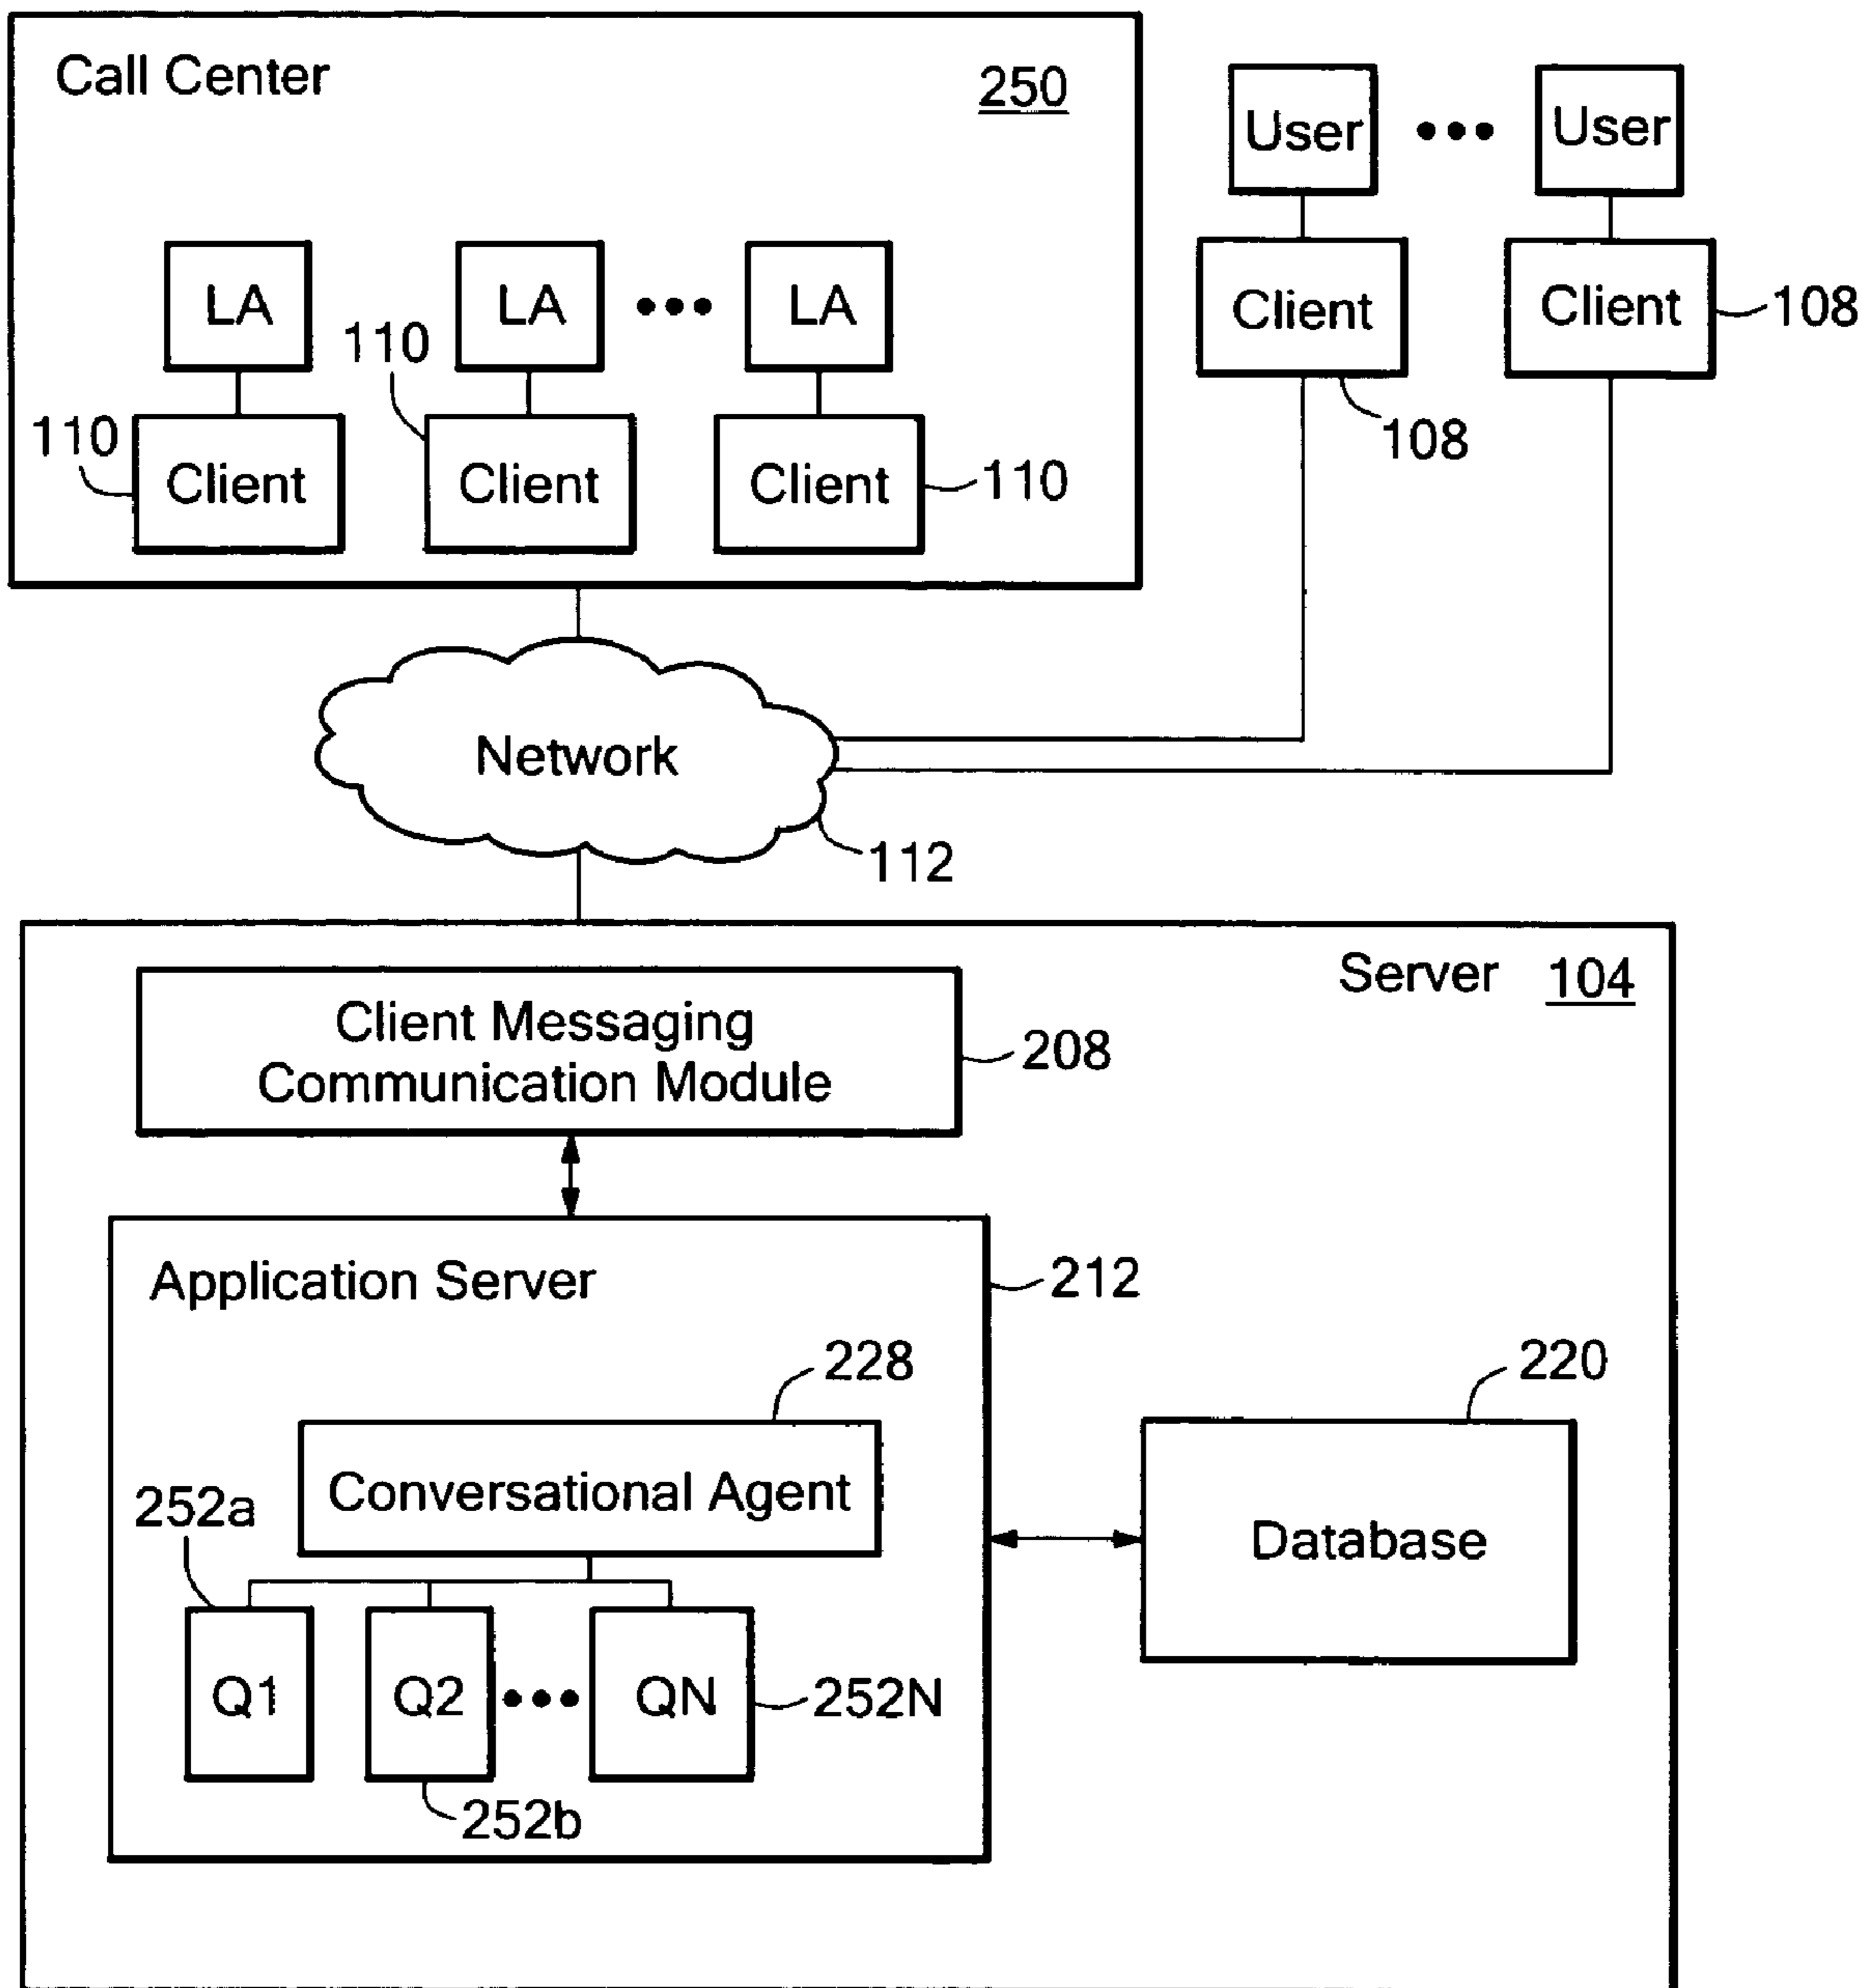 Call Center 250
User ••• User
LA LA ••• LA
Client Client 108
110
108
110 Client Client Client 110
Network
112
Server 104
Client Messaging
Communication Module
208
Application Server 212
228 220
Conversational Agent
252a
Database
Q1 Q2 ••• QN 252N
252b